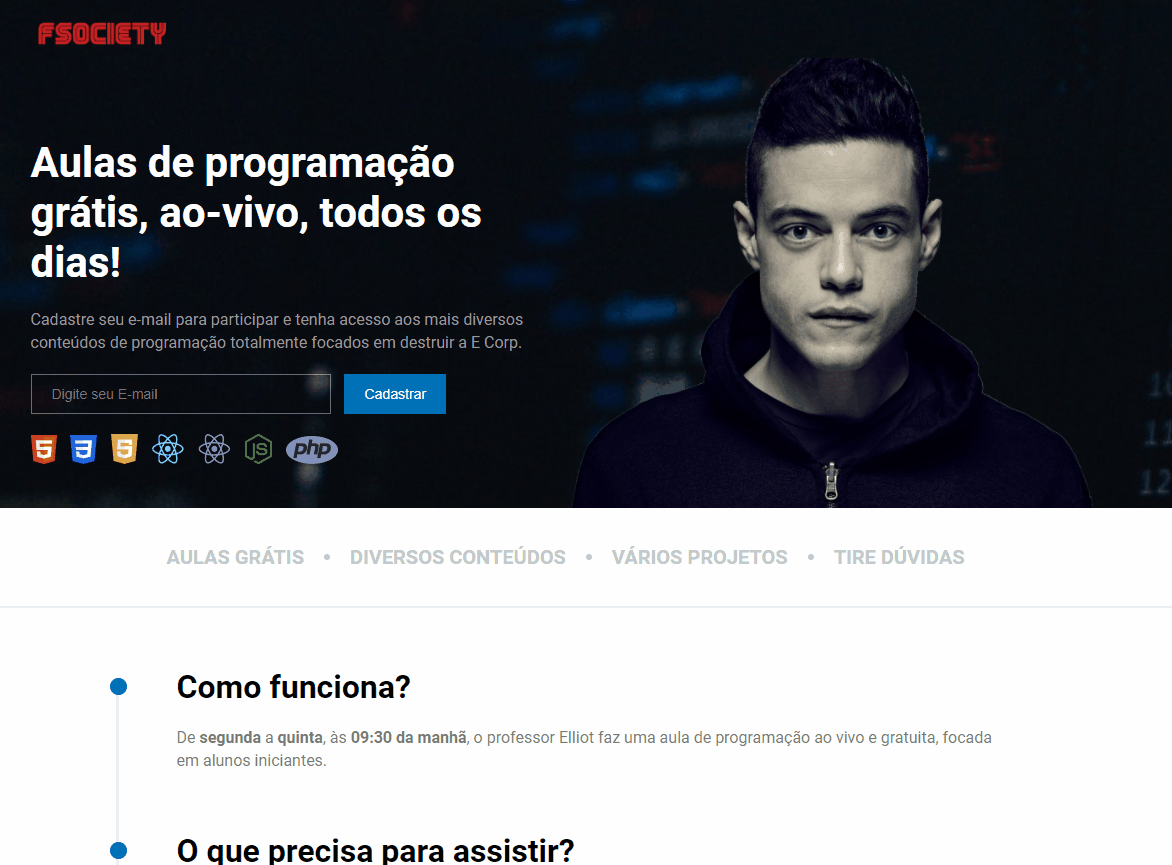 FSOCIETY
Aulas de programação
grátis, ao-vivo, todos os
dias!
Cadastre seu e-mail para participar e tenha acesso aos mais diversos
conteúdos de programação totalmente focados em destruir a E Corp.
Digite seu E-mail
Cadastrar
5 3 5 JS php
AULAS GRÁTIS • DIVERSOS CONTEÚDOS • VÁRIOS PROJETOS • TIRE DÚVIDAS
Como funciona?
De segunda a quinta, às 09:30 da manhã, o professor Elliot faz uma aula de programação ao vivo e gratuita, focada
em alunos iniciantes.
O que precisa para assistir?